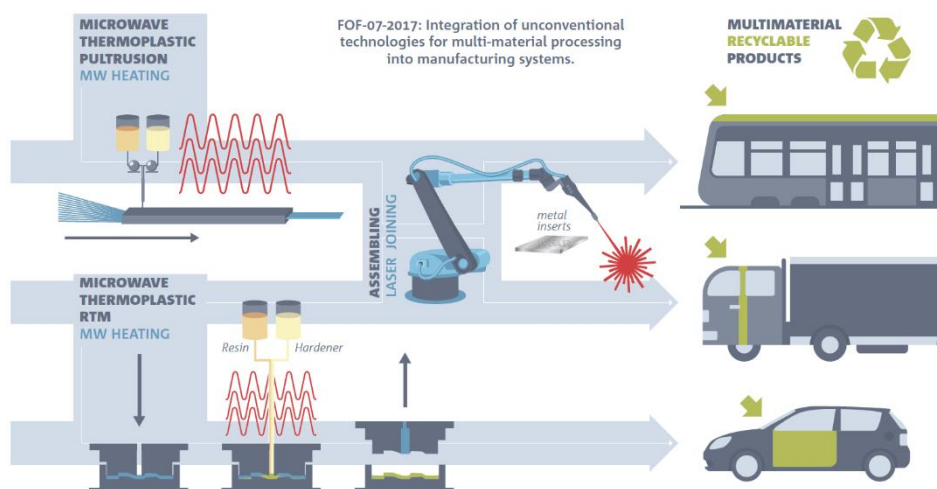 MICROWAVE
THERMOPLASTIC
PULTRUSION
MW HEATING
FOF-07-2017: Integration of unconventional
technologies for multi-material processing
into manufacturing systems.
MULTIMATERIAL
RECYCLABLE
PRODUCTS
ASSEMBLING
LASER JOINING
metal
inserts
MICROWAVE
THERMOPLASTIC
RTM
MW HEATING
Resin
Hardener